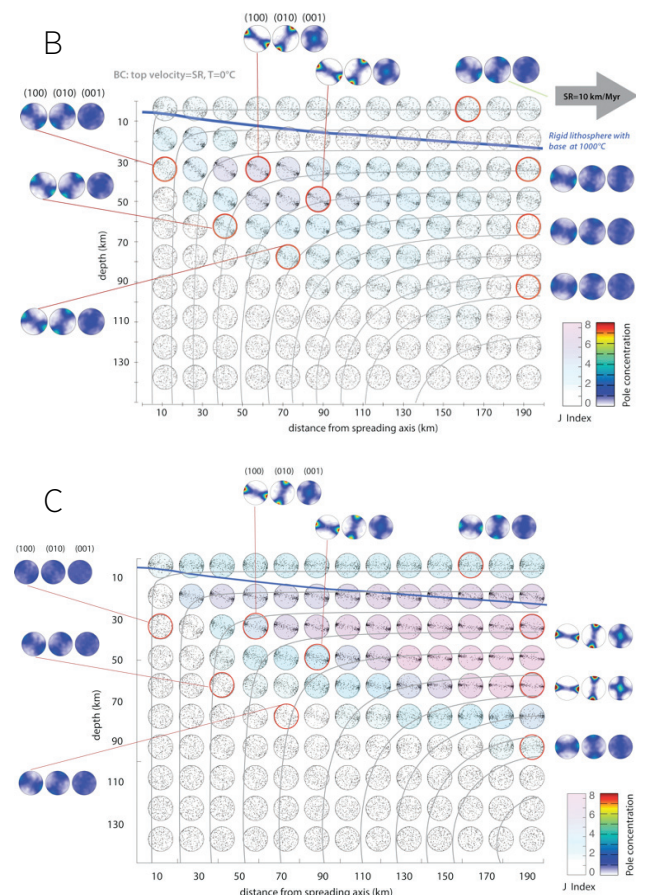 B
(100) (010) (001)
BC: top velocity=SR, T=0°C
(100) (010) (001)
SR=10 km/Myr
Rigid lithosphere with
base at 1000°C
10
30
50
70
90
110
130
depth (km)
10 30 50 70 90 110 130 150 170 190
distance from spreading axis (km)
8
6
4
2
0
J Index
Pole concentration
C
(100) (010) (001)
(100) (010) (001)
10
30
50
70
90
110
130
depth (km)
10 30 50 70 90 110 130 150 170 190
distance from spreading axis (km)
8
6
4
2
0
J Index
Pole concentration